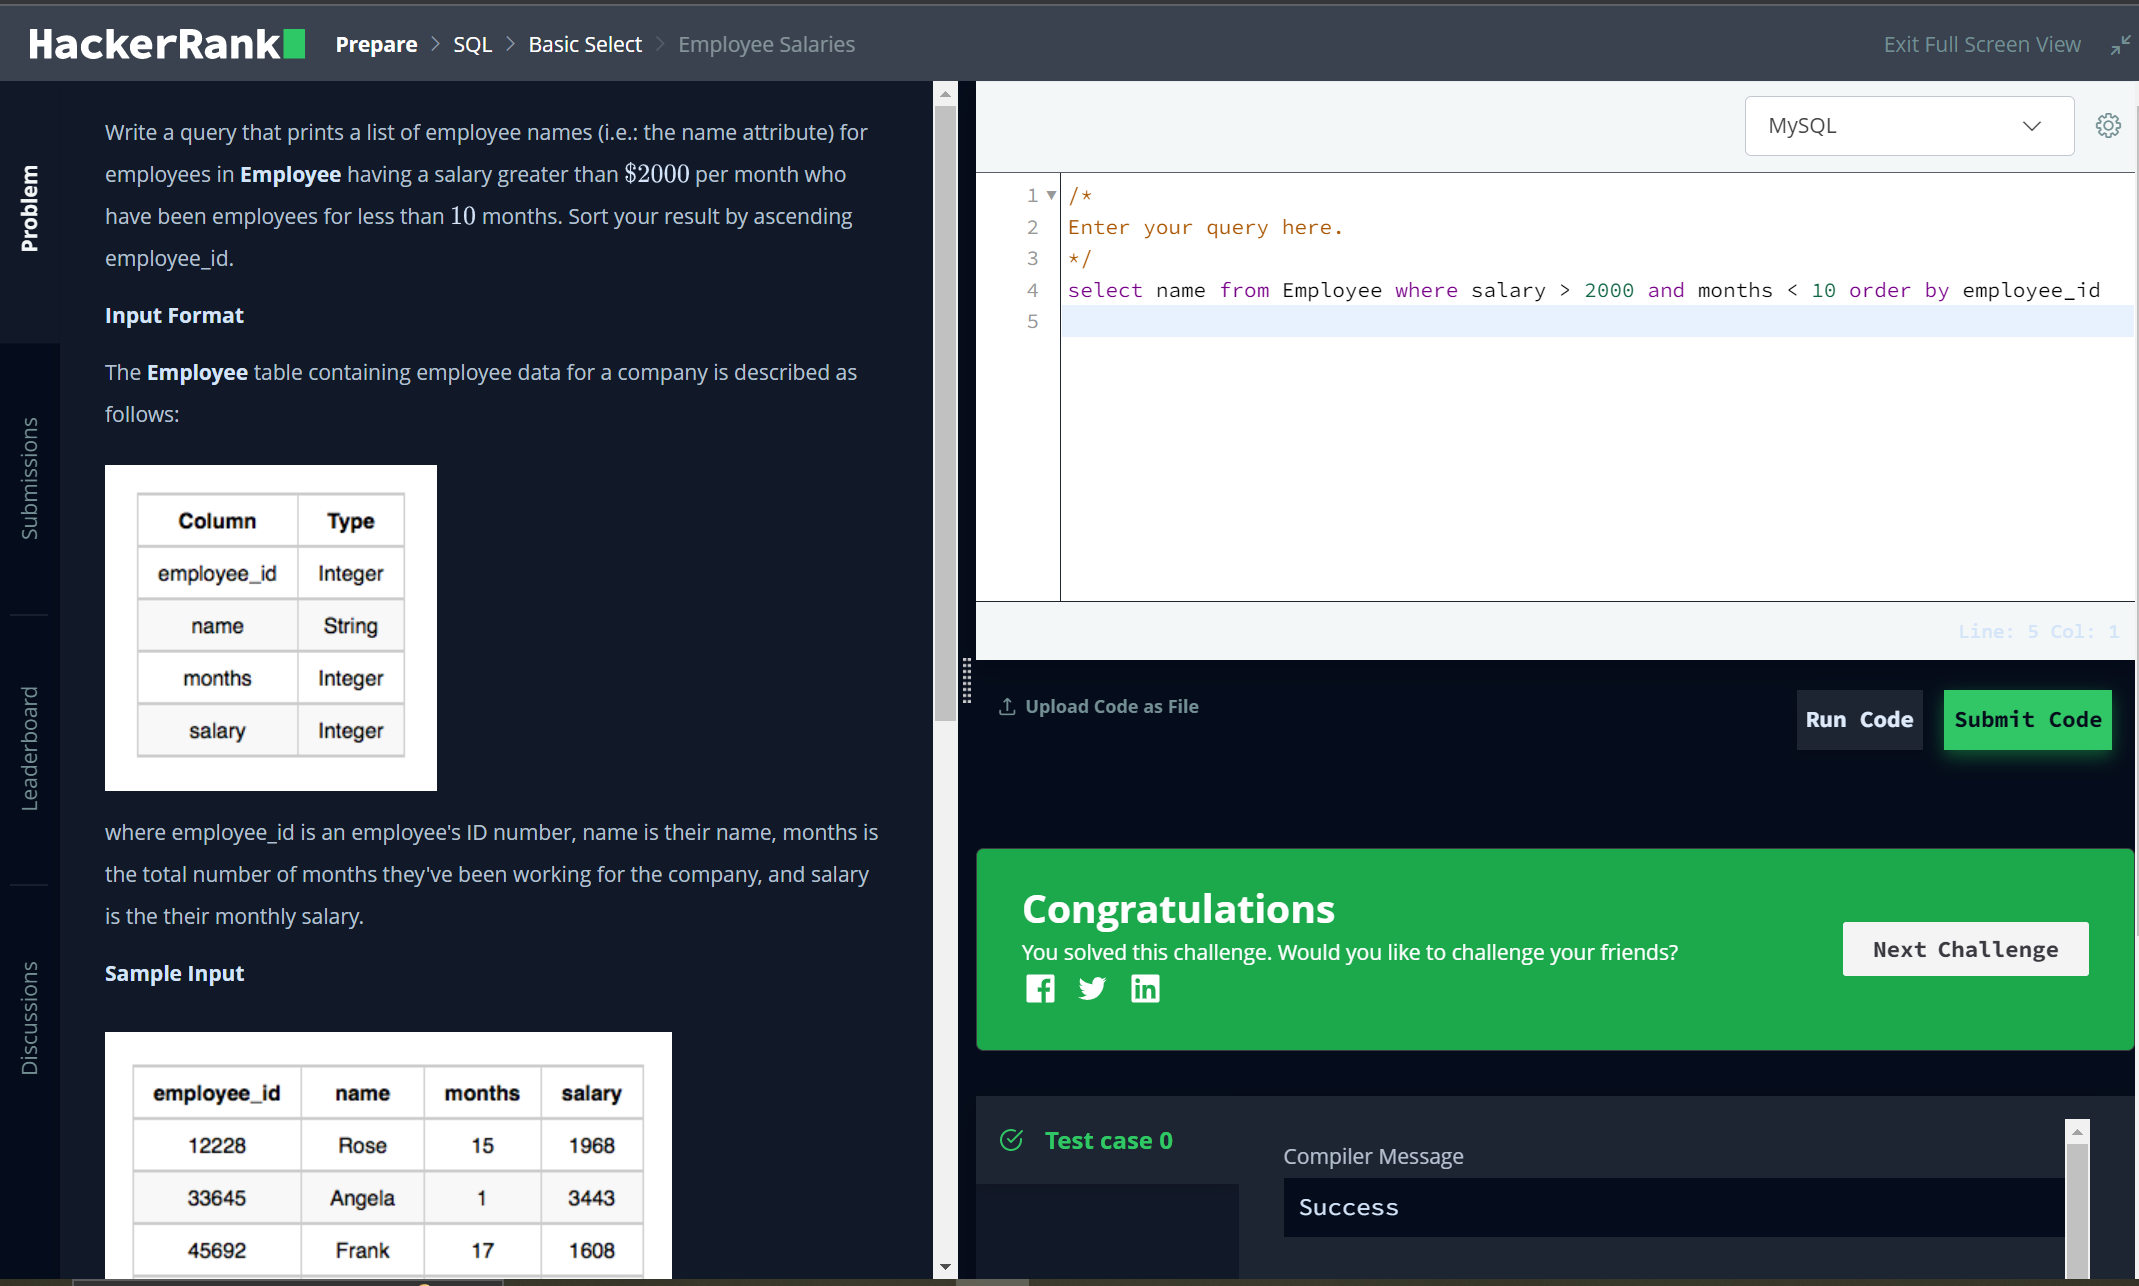 HackerRank
Prepare > SQL > Basic Select > Employee Salaries
Exit Full Screen View
Problem
Submissions
Leaderboard
Discussions
Write a query that prints a list of employee names (i.e.: the name attribute) for
employees in Employee having a salary greater than $2000 per month who
have been employees for less than 10 months. Sort your result by ascending
employee_id.
Input Format
The Employee table containing employee data for a company is described as
follows:
Column Type
employee_id Integer
name String
months Integer
salary Integer
where employee_id is an employee's ID number, name is their name, months is
the total number of months they've been working for the company, and salary
is the their monthly salary.
Sample Input
employee_id name months salary
12228 Rose 15 1968
33645 Angela 1 3443
45692 Frank 17 1608
MySQL
1 /*
2 Enter your query here.
3 */
4 select name from Employee where salary > 2000 and months < 10 order by employee_id
5
Line: 5 Col: 1
Upload Code as File
Run Code
Submit Code
Congratulations
You solved this challenge. Would you like to challenge your friends?
Next Challenge
Test case 0
Compiler Message
Success